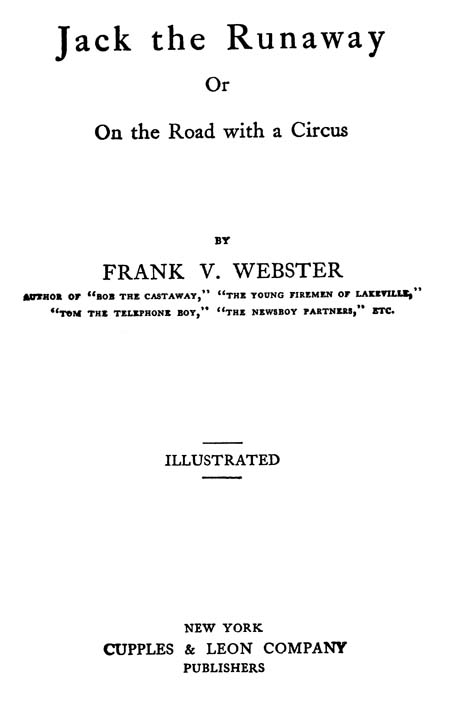 Jack the Runaway
Or
On the Road with a Circus
BY
FRANK V. WEBSTER
AUTHOR OF “BOB THE CASTAWAY,” “THE YOUNG FIREMEN OF LAKEVILLE,”
“TOM THE TELEPHONE BOY,” “THE NEWSBOY PARTNERS,” ETC.
ILLUSTRATED
NEW YORK
CUPPLES & LEON COMPANY
PUBLISHERS